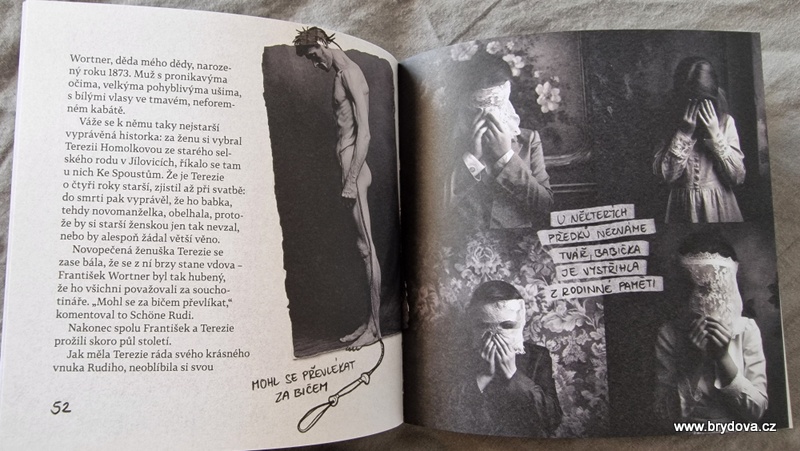 Wortner, děda mého dědy, naroze-
ný roku 1873. Muž s pronikavýma
očima, velkýma pohyblivýma ušima,
s bílými vlasy ve tmavém, neforem-
ném kabátě.
Váže se k němu taky nejstarší
vyprávěná historka: za ženu si vybral
Terezii Homolkovou ze starého sel-
ského rodu v Jílovicích, říkalo se tam
u nich Ke Spoustům. Že je Terezie
o čtyři roky starší, zjistil až při svatbě:
do smrti pak vyprávěl, že ho babka,
tehdy novomanželka, obelhala, proto-
že by si starší ženskou jen tak nevzal,
nebo by alespoň žádal větší věno.
Novopečená ženuška Terezie se
zase bála, že se z ní brzy stane vdova –
František Wortner byl tak hubený,
že ho všichni považovali za soucho-
tináře. „Mohl se za bičem převlíkat,“
komentoval to Schöne Rudi.
Nakonec spolu František a Terezie
prožili skoro půl století.
Jak měla Terezie ráda svého krásného
vnuka Rudiho, neoblíbila si svou
52
MOHL SE PŘEVLÉKAT
ZA BIČEM
U NĚKTERÝCH
PŘEDKŮ NEZNÁME
TVÁŘ, BABIČKA
JE VYSTŘIHLA
Z RODINNÉ PAMĚTI
www.brydova.cz